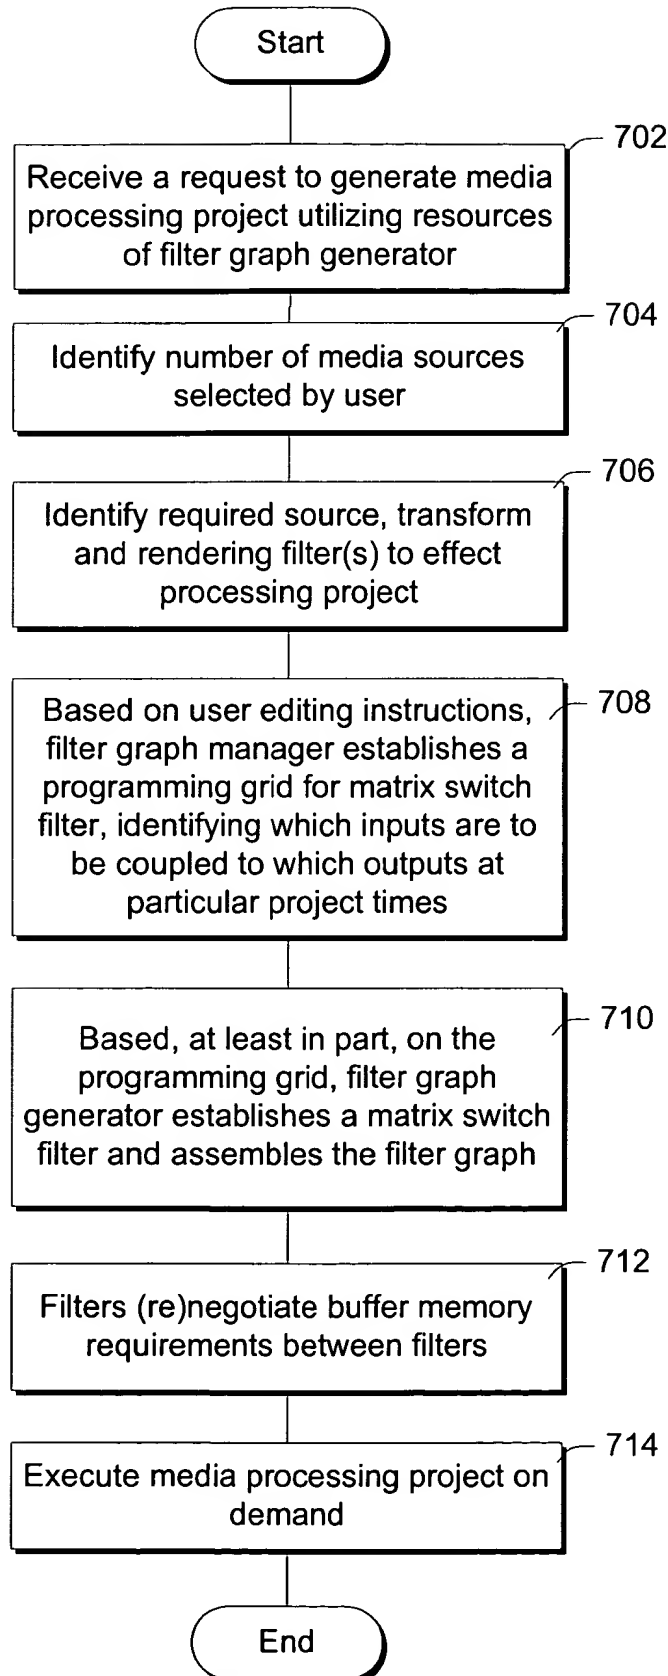 Start
702
Receive a request to generate media
processing project utilizing resources
of filter graph generator
704
Identify number of media sources
selected by user
706
Identify required source, transform
and rendering filter(s) to effect
processing project
708
Based on user editing instructions,
filter graph manager establishes a
programming grid for matrix switch
filter, identifying which inputs are to
be coupled to which outputs at
particular project times
710
Based, at least in part, on the
programming grid, filter graph
generator establishes a matrix switch
filter and assembles the filter graph
712
Filters (re)negotiate buffer memory
requirements between filters
714
Execute media processing project on
demand
End